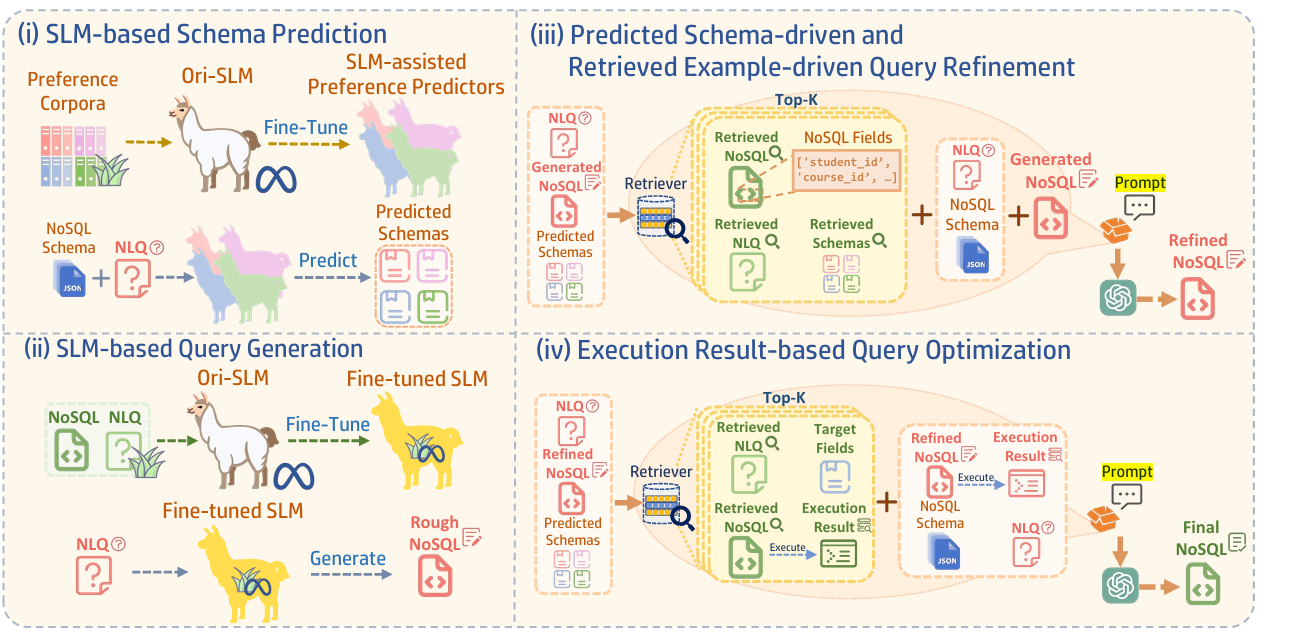 (i) SLM-based Schema Prediction
Preference
Corpora
Ori-SLM
SLM-assisted
Preference Predictors
Fine-Tune
NoSQL
Schema
NLQ
JSON
Predict
Predicted
Schemas
(ii) SLM-based Query Generation
Ori-SLM
Fine-tuned SLM
NoSQL NLQ
Fine-Tune
Fine-tuned SLM
NLQ
Generate
Rough
NoSQL
(iii) Predicted Schema-driven and
Retrieved Example-driven Query Refinement
NLQ
Generated
NoSQL
Predicted
Schemas
Retriever
Top-K
Retrieved
NoSQL
NoSQL Fields
['student_id',
'course_id', …]
Retrieved
NLQ
Retrieved
Schemas
NLQ
NoSQL
Schema
JSON
Generated
NoSQL
Prompt
Refined
NoSQL
(iv) Execution Result-based Query Optimization
NLQ
Refined
NoSQL
Predicted
Schemas
Retriever
Top-K
Retrieved
NLQ
Target
Fields
Retrieved
NoSQL
Execute
Execution
Result
Refined
NoSQL
Execute
Execution
Result
NoSQL
Schema
JSON
NLQ
Prompt
Final
NoSQL